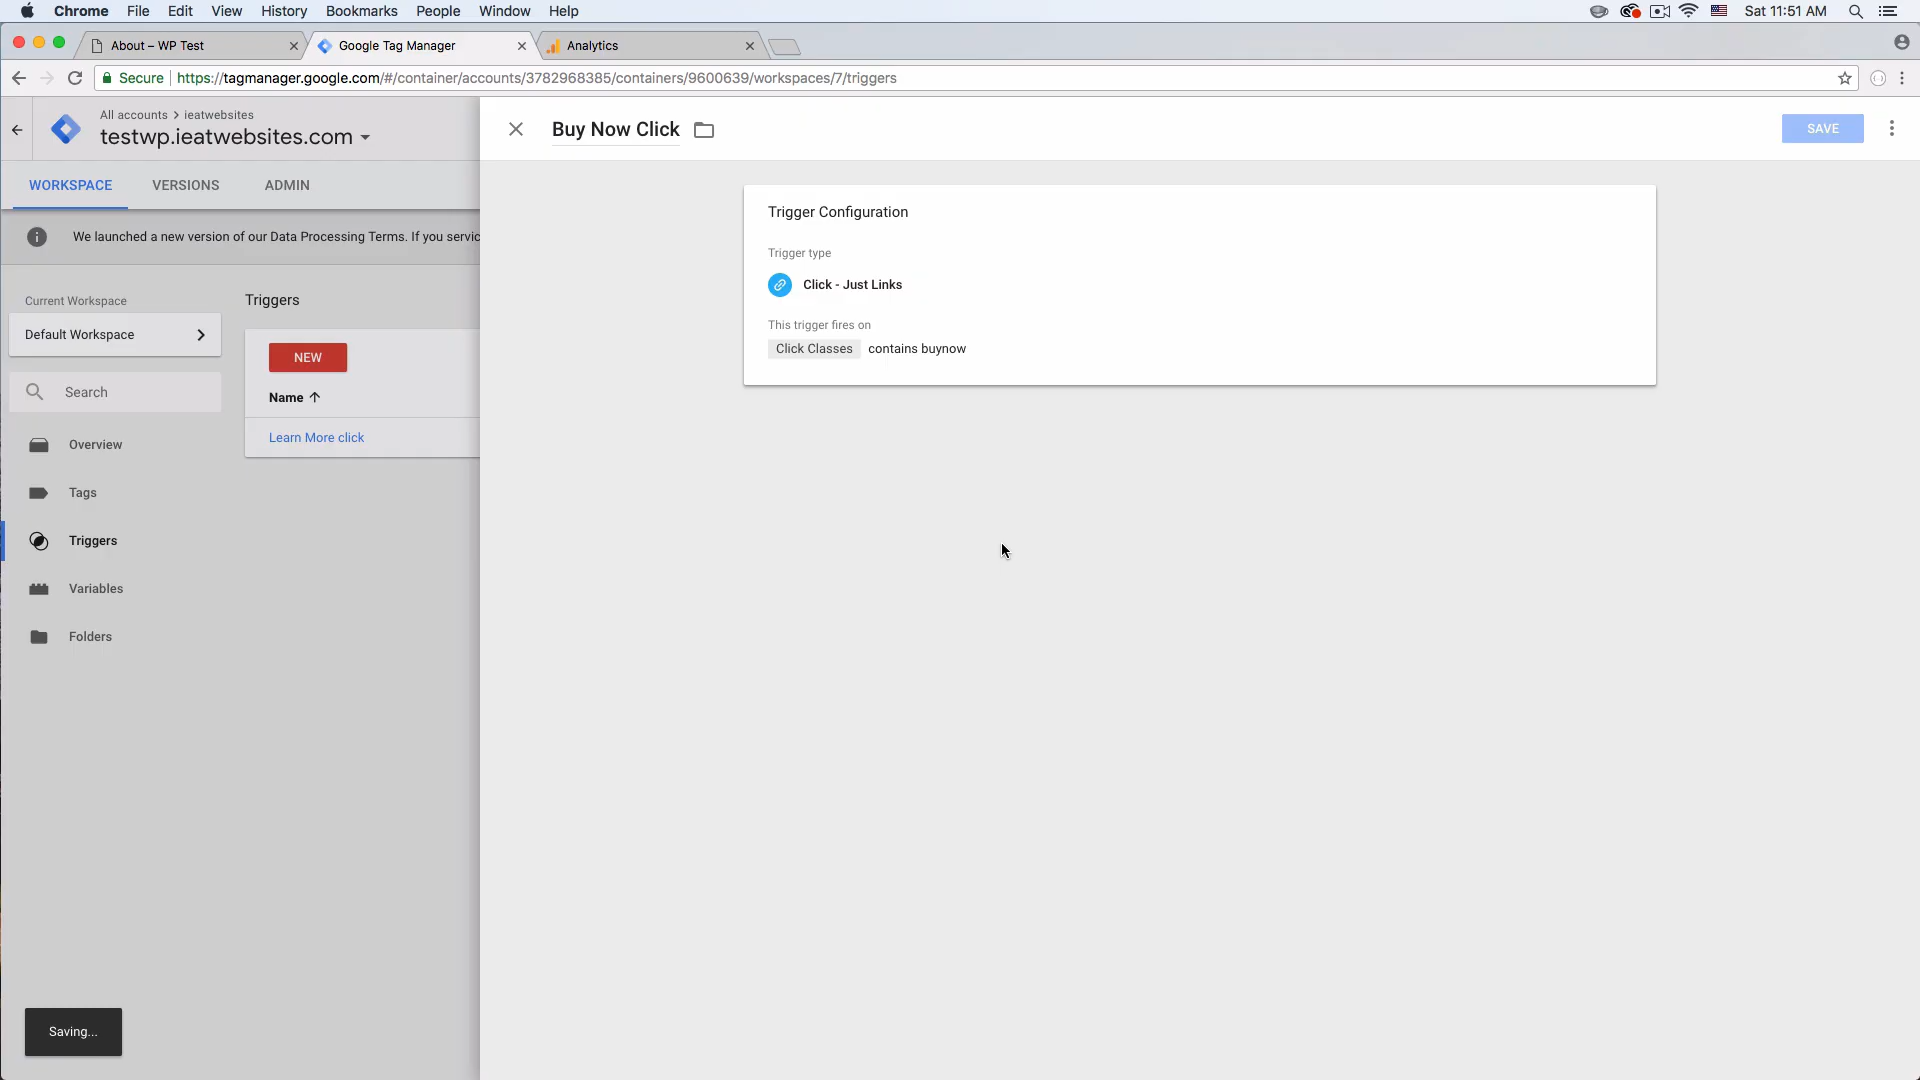 Chrome File Edit View History Bookmarks People Window Help Sat 11:51 AM
About – WP Test Google Tag Manager Analytics
Secure https://tagmanager.google.com/#/container/accounts/3782968385/containers/9600639/workspaces/7/triggers
All accounts > ieatwebsites
testwp.ieatwebsites.com
Buy Now Click
SAVE
WORKSPACE VERSIONS ADMIN
We launched a new version of our Data Processing Terms. If you servic
Current Workspace
Default Workspace
Search
Overview
Tags
Triggers
Variables
Folders
Triggers
NEW
Name
Learn More click
Trigger Configuration
Trigger type
Click - Just Links
This trigger fires on
Click Classes contains buynow
Saving...